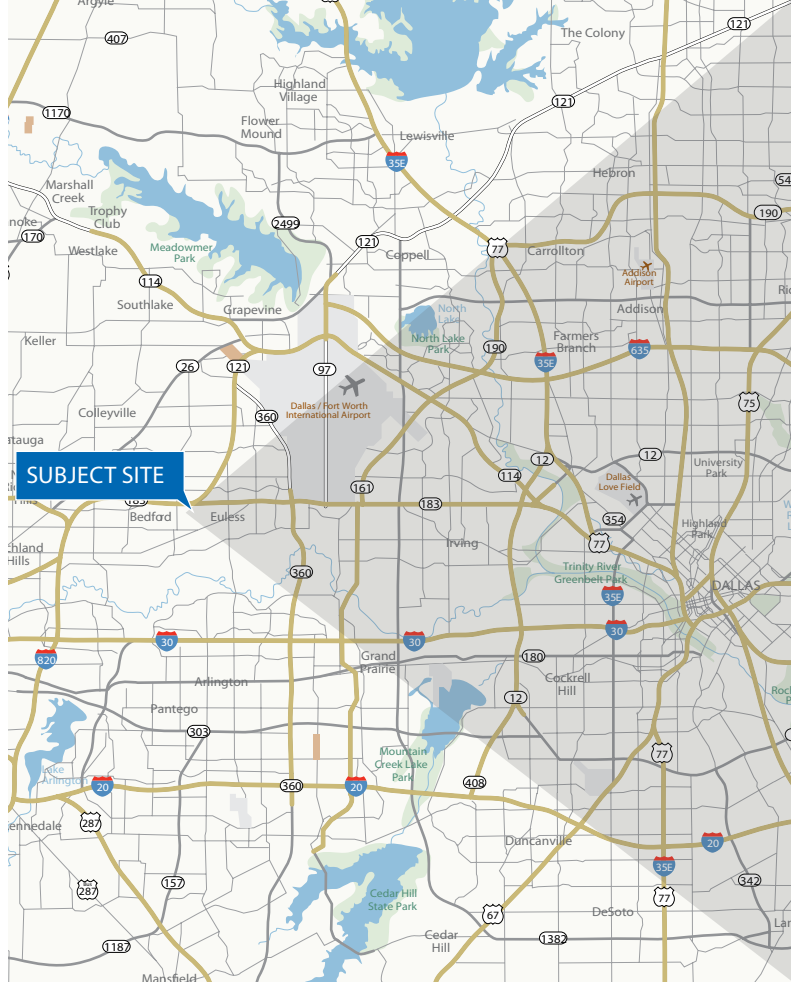 Argyle
121
The Colony
407
Highland
Village
121
1170
Flower
Mound
Lewisville
35E
Hebron
Marshall
Creek
Trophy
Club
190
2499
170
121
77
Westlake
Meadowmer
Park
Coppell
Carrollton
Addison
Airport
114
Southlake
Grapevine
North
Lake
Addison
Keller
North Lake
Park
190
Farmers
Branch
635
35E
26
121
97
75
Colleyville
360
Dallas / Fort Worth
International Airport
12
12
SUBJECT SITE
University
Park
114
Dallas
Love Field
161
183
183
Bedford
Euless
354
Highland
Park
Irving
77
Hills
360
Trinity River
Greenbelt Park
DALLAS
35E
30
30
30
820
Grand
Prairie
180
Arlington
Cockrell
Hill
12
Pantego
303
Mountain
Creek Lake
Park
77
Lake
Arlington
20
360
20
408
287
Duncanville
20
35E
157
Bus
287
Cedar Hill
State Park
342
77
67
DeSoto
Cedar
Hill
1382
1187
Mansfield